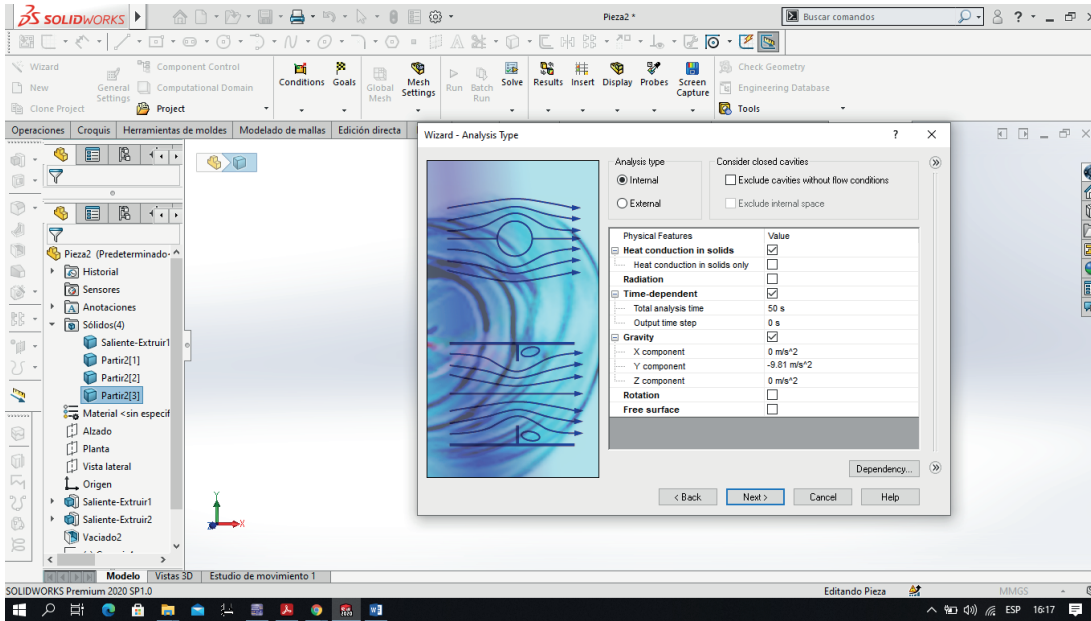 SOLIDWORKS
Pieza2 *
Buscar comandos
Wizard
New
Clone Project
General Settings
Component Control
Computational Domain
Project
Conditions
Goals
Global Mesh
Mesh Settings
Run
Batch Run
Solve
Results
Insert
Display
Probes
Screen Capture
Check Geometry
Engineering Database
Tools
Operaciones
Croquis
Herramientas de moldes
Modelado de mallas
Edición directa
Pieza2 (Predeterminado-
Historial
Sensores
Anotaciones
Sólidos(4)
Saliente-Extruir1
Partir2[1]
Partir2[2]
Partir2[3]
Material <sin especif
Alzado
Planta
Vista lateral
Origen
Saliente-Extruir1
Saliente-Extruir2
Vaciado2
Y
X
Wizard - Analysis Type
?
Analysis type
Internal
External
Consider closed cavities
Exclude cavities without flow conditions
Exclude internal space
Physical Features Value
Heat conduction in solids
Heat conduction in solids only
Radiation
Time-dependent
Total analysis time 50 s
Output time step 0 s
Gravity
X component 0 m/s^2
Y component -9.81 m/s^2
Z component 0 m/s^2
Rotation
Free surface
Dependency...
< Back
Next >
Cancel
Help
Modelo
Vistas 3D
Estudio de movimiento 1
SOLIDWORKS Premium 2020 SP1.0
Editando Pieza
MMGS
ESP
16:17